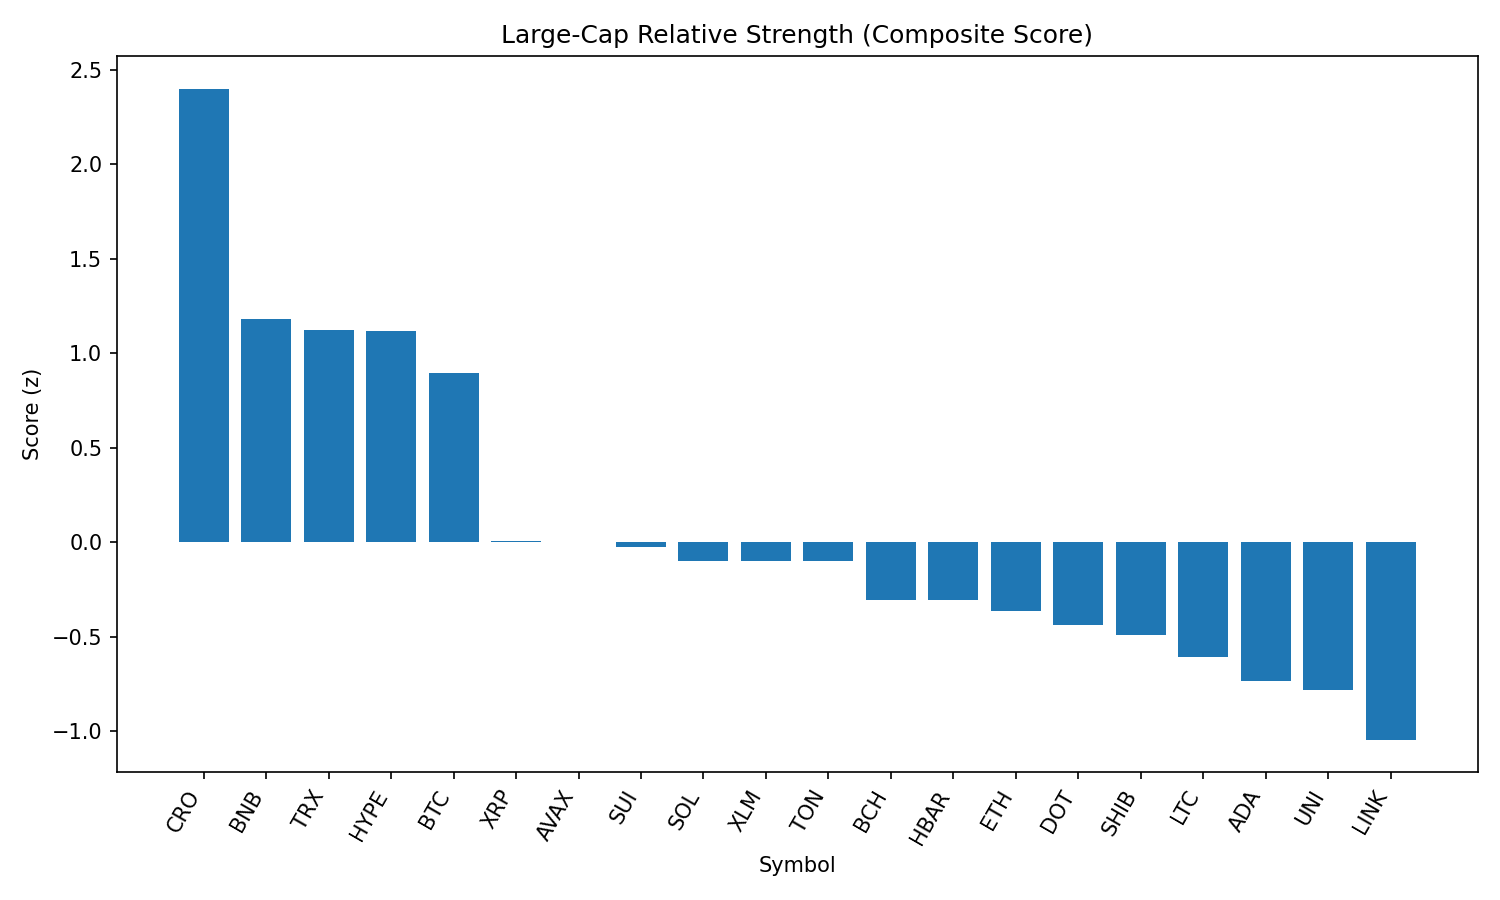 Large-Cap Relative Strength (Composite Score)
2.5
2.0
1.5
1.0
0.5
0.0
−0.5
−1.0
Score (z)
CRO
BNB
TRX
HYPE
BTC
XRP
AVAX
SUI
SOL
XLM
TON
BCH
HBAR
ETH
DOT
SHIB
LTC
ADA
UNI
LINK
Symbol